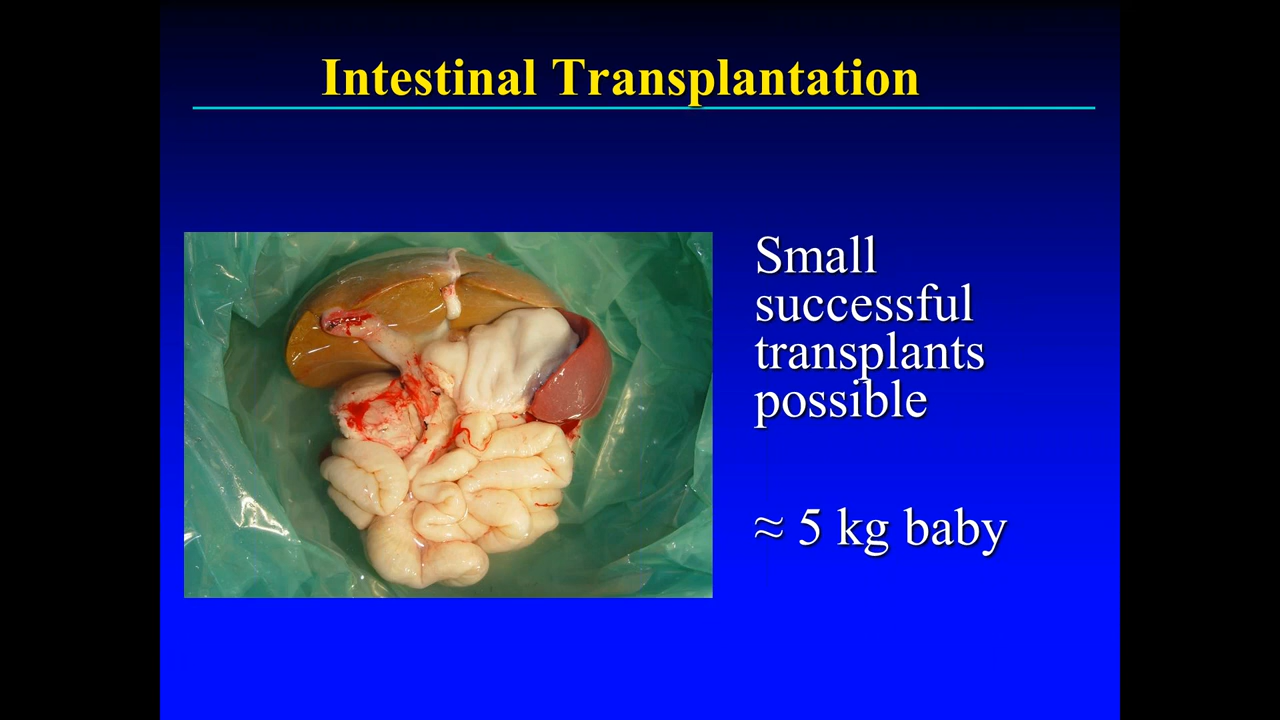 Intestinal Transplantation
Small
successful
transplants
possible
≈ 5 kg baby